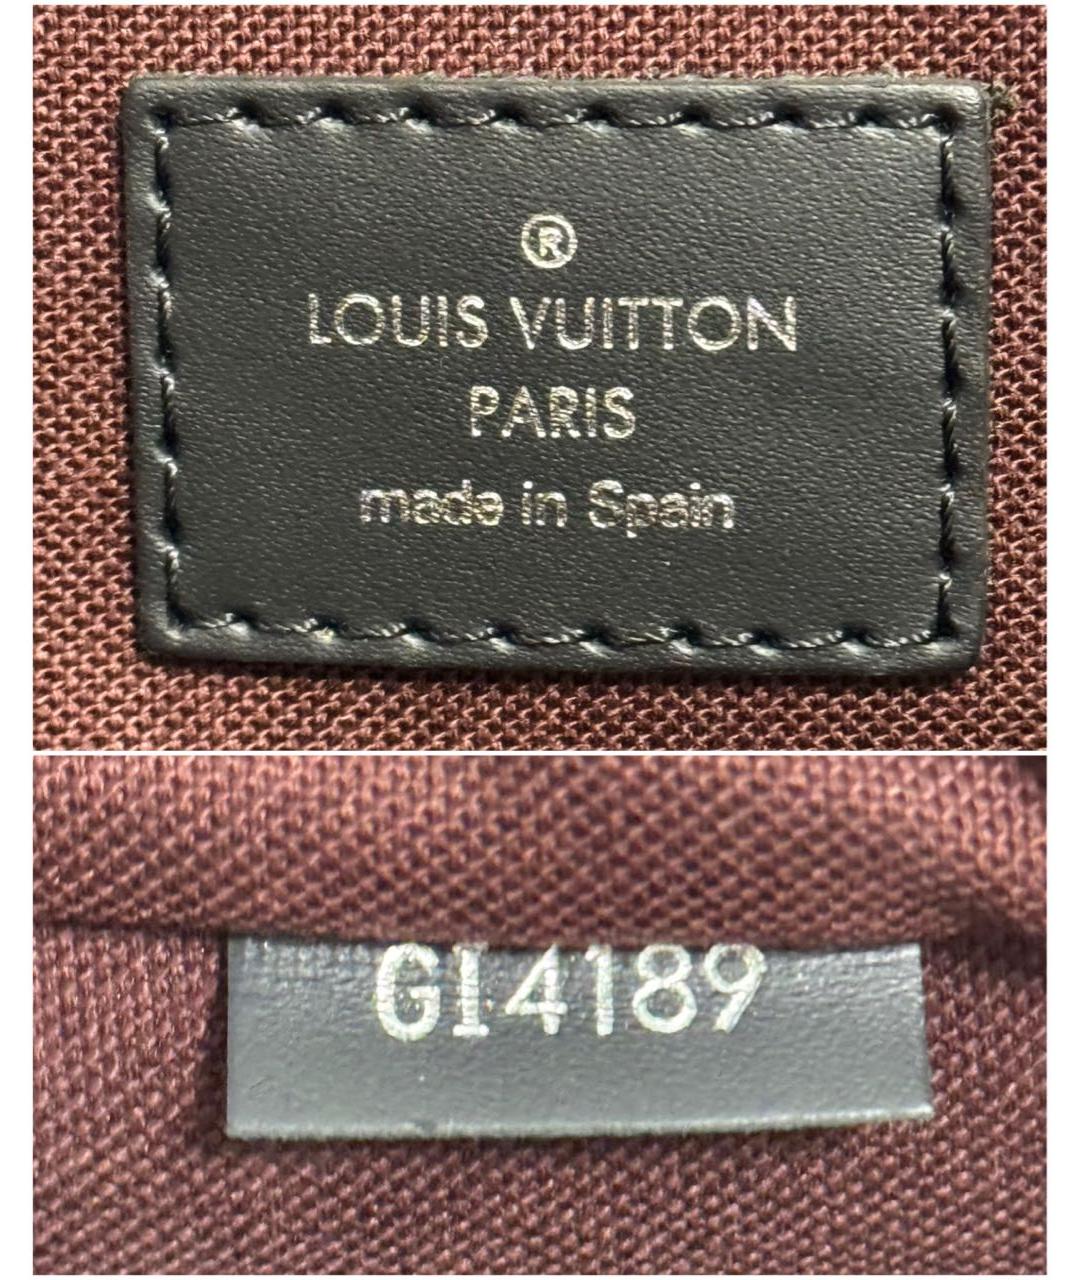 ®
LOUIS VUITTON
PARIS
made in Spain
GI4189